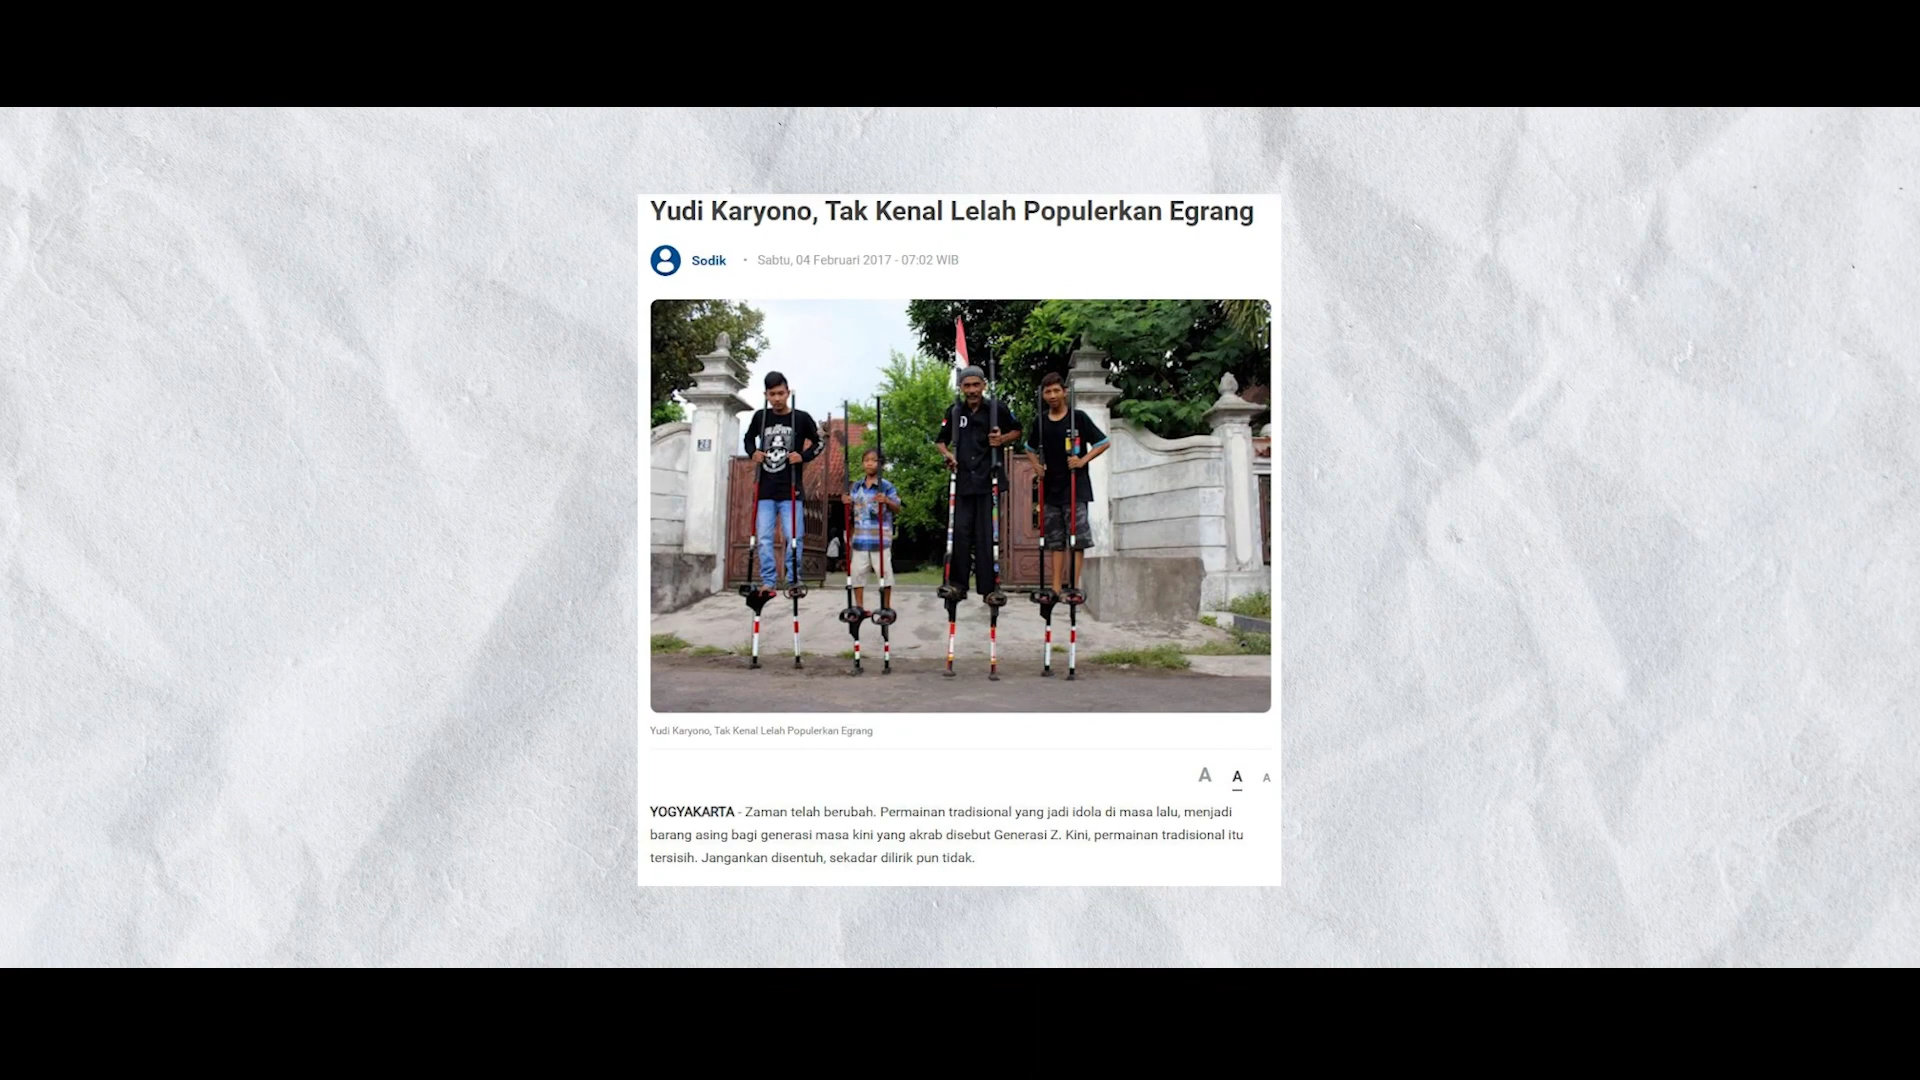 Yudi Karyono, Tak Kenal Lelah Populerkan Egrang
Sodik • Sabtu, 04 Februari 2017 - 07:02 WIB
28
Yudi Karyono, Tak Kenal Lelah Populerkan Egrang
A A A
YOGYAKARTA - Zaman telah berubah. Permainan tradisional yang jadi idola di masa lalu, menjadi
barang asing bagi generasi masa kini yang akrab disebut Generasi Z. Kini, permainan tradisional itu
tersisih. Jangankan disentuh, sekadar dilirik pun tidak.